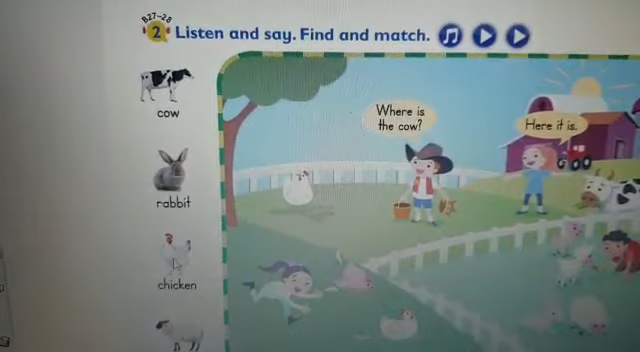 B27-28
2 Listen and say. Find and match.
cow
rabbit
chicken
Where is
the cow?
Here it is.